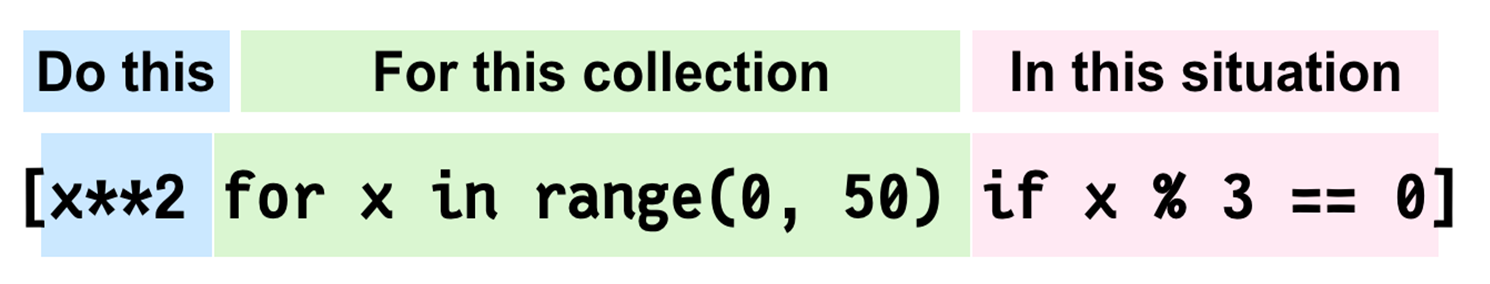 Do this For this collection In this situation
[x**2 for x in range(0, 50) if x % 3 == 0]